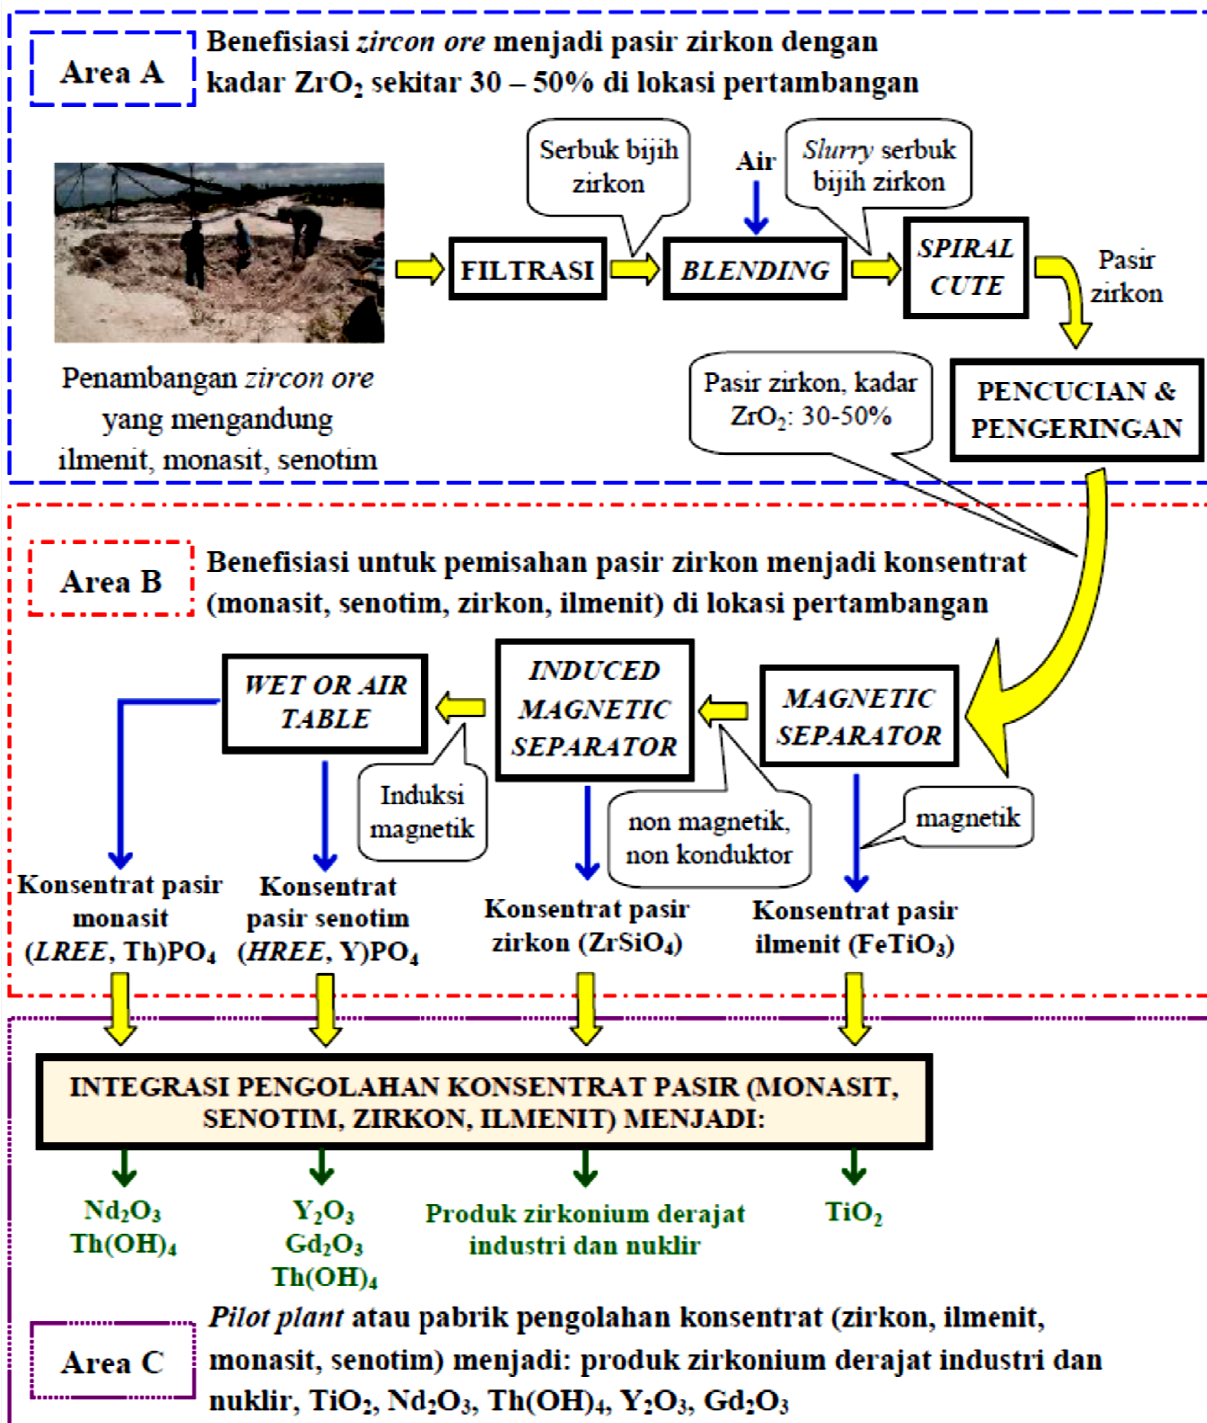 Area A
Benefisiasi zircon ore menjadi pasir zirkon dengan
kadar ZrO₂ sekitar 30 – 50% di lokasi pertambangan
Serbuk bijih
zirkon
Air
Slurry serbuk
bijih zirkon
FILTRASI
BLENDING
SPIRAL
CUTE
Pasir
zirkon
Penambangan zircon ore
yang mengandung
ilmenit, monasit, senotim
Pasir zirkon, kadar
ZrO₂: 30-50%
PENCUCIAN &
PENGERINGAN
Area B
Benefisiasi untuk pemisahan pasir zirkon menjadi konsentrat
(monasit, senotim, zirkon, ilmenit) di lokasi pertambangan
WET OR AIR
TABLE
INDUCED
MAGNETIC
SEPARATOR
MAGNETIC
SEPARATOR
Induksi
magnetik
non magnetik,
non konduktor
magnetik
Konsentrat pasir
monasit
(LREE, Th)PO₄
Konsentrat
pasir senotim
(HREE, Y)PO₄
Konsentrat pasir
zirkon (ZrSiO₄)
Konsentrat pasir
ilmenit (FeTiO₃)
INTEGRASI PENGOLAHAN KONSENTRAT PASIR (MONASIT,
SENOTIM, ZIRKON, ILMENIT) MENJADI:
Nd₂O₃
Th(OH)₄
Y₂O₃
Gd₂O₃
Th(OH)₄
Produk zirkonium derajat
industri dan nuklir
TiO₂
Area C
Pilot plant atau pabrik pengolahan konsentrat (zirkon, ilmenit,
monasit, senotim) menjadi: produk zirkonium derajat industri dan
nuklir, TiO₂, Nd₂O₃, Th(OH)₄, Y₂O₃, Gd₂O₃